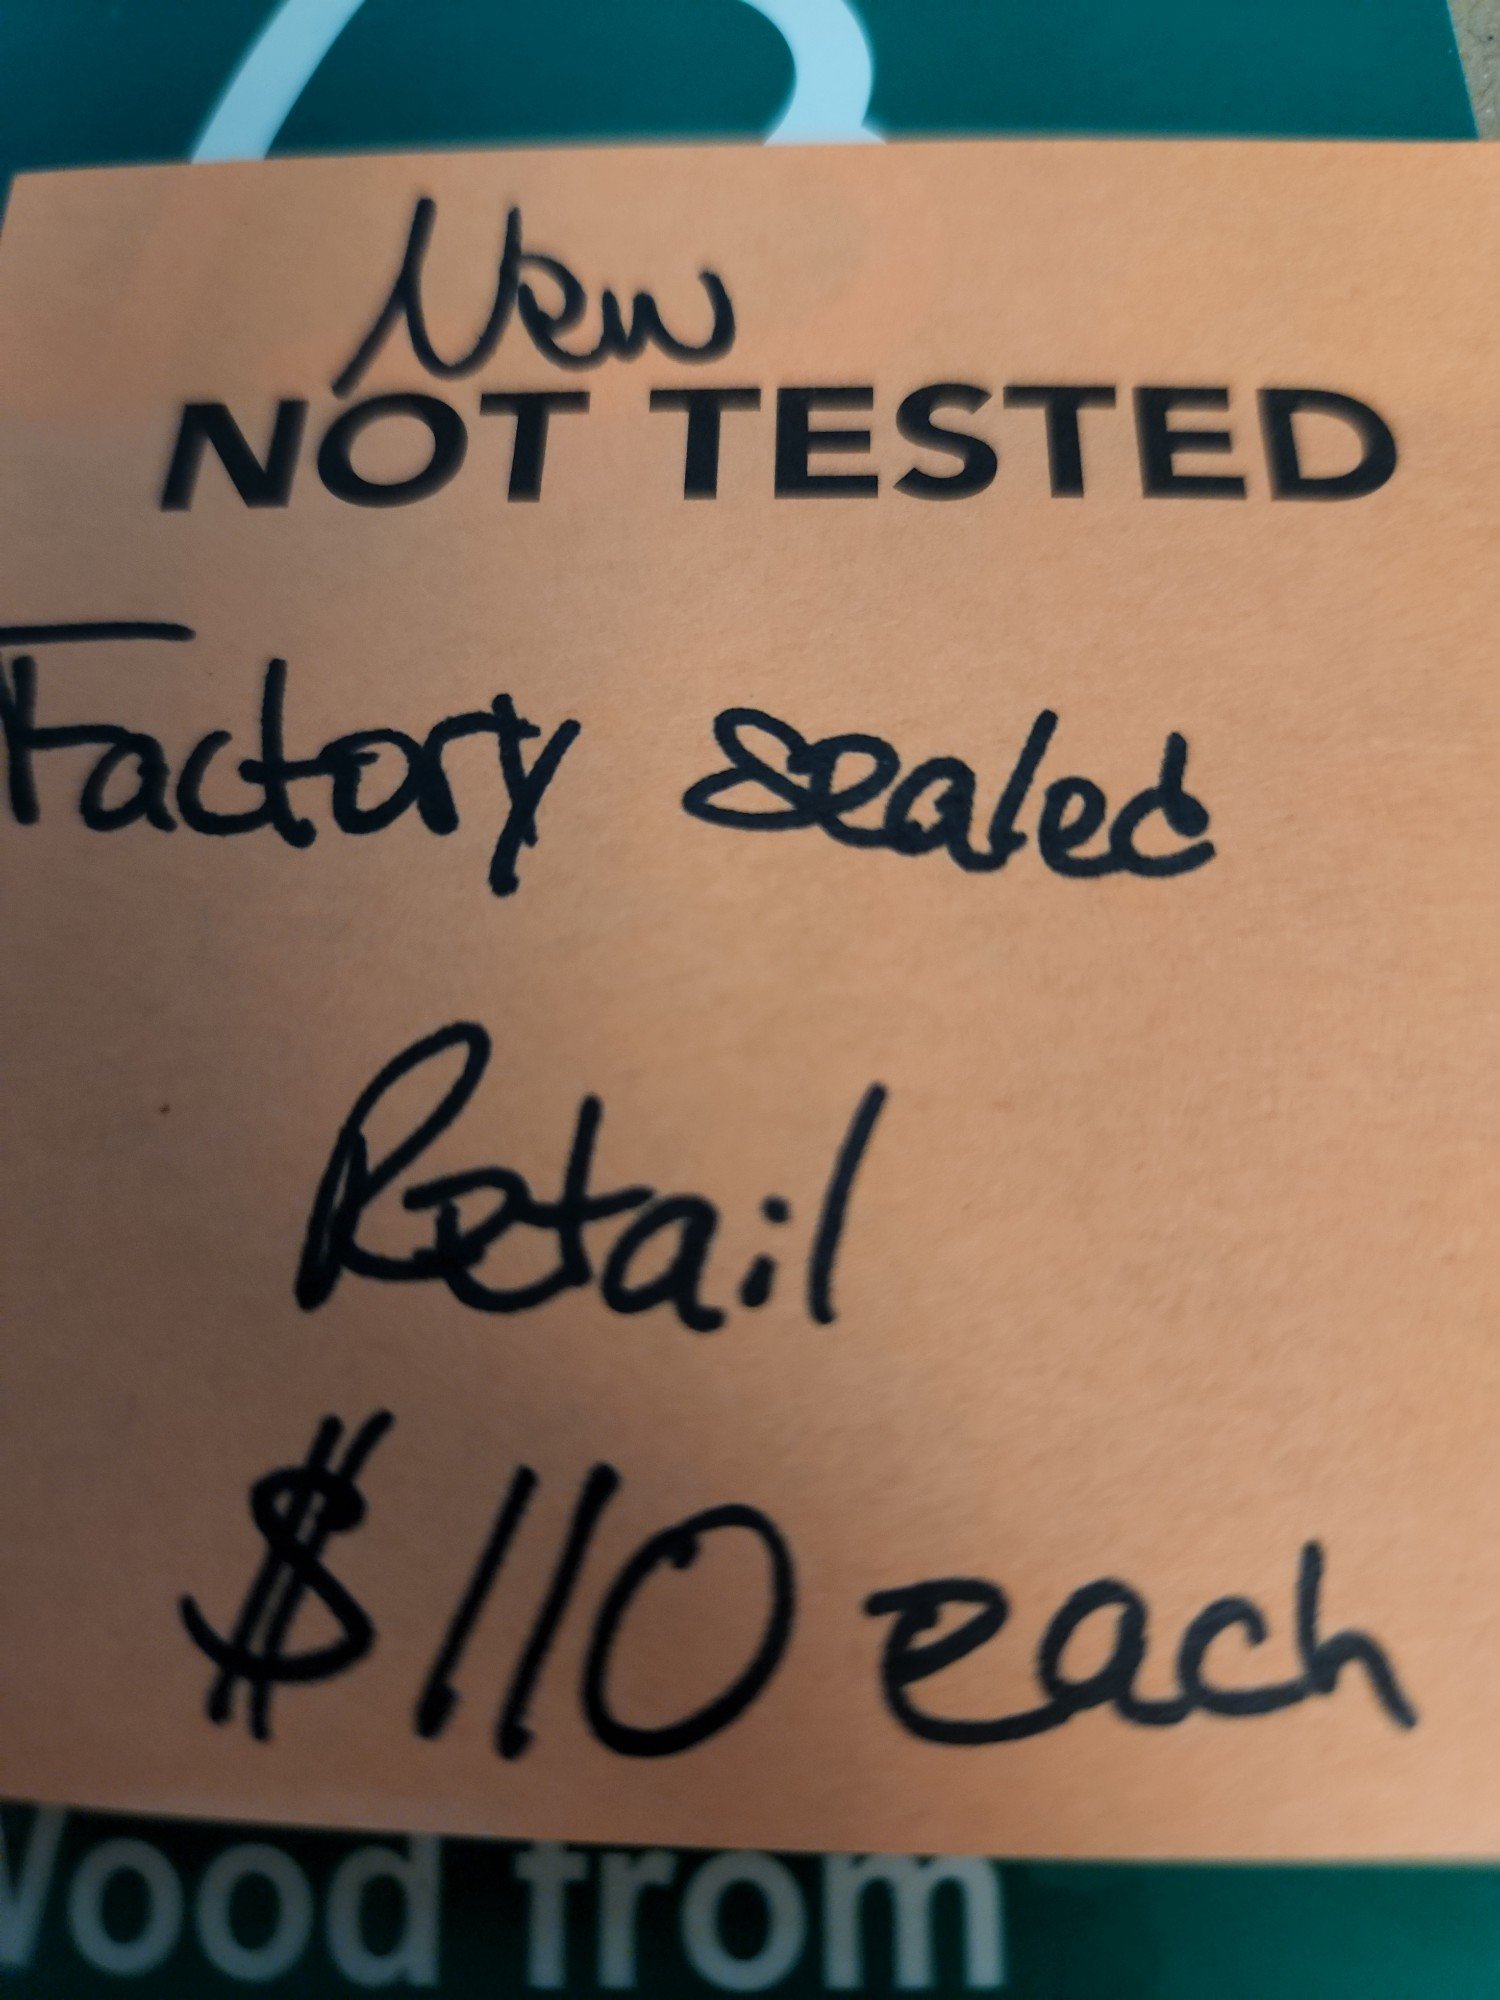 New
NOT TESTED
Factory sealed
Retail
$110 each
Wood from